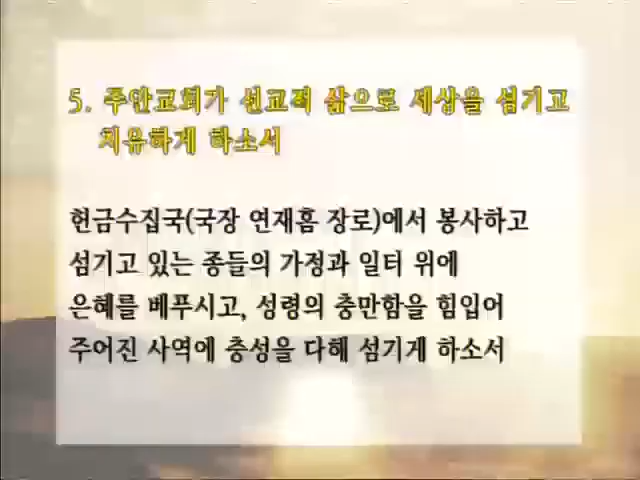 5. 주안교회가 선교적 삶으로 세상을 섬기고
치유하게 하소서
헌금수집국(국장 연재흠 장로)에서 봉사하고
섬기고 있는 종들의 가정과 일터 위에
은혜를 베푸시고, 성령의 충만함을 힘입어
주어진 사역에 충성을 다해 섬기게 하소서